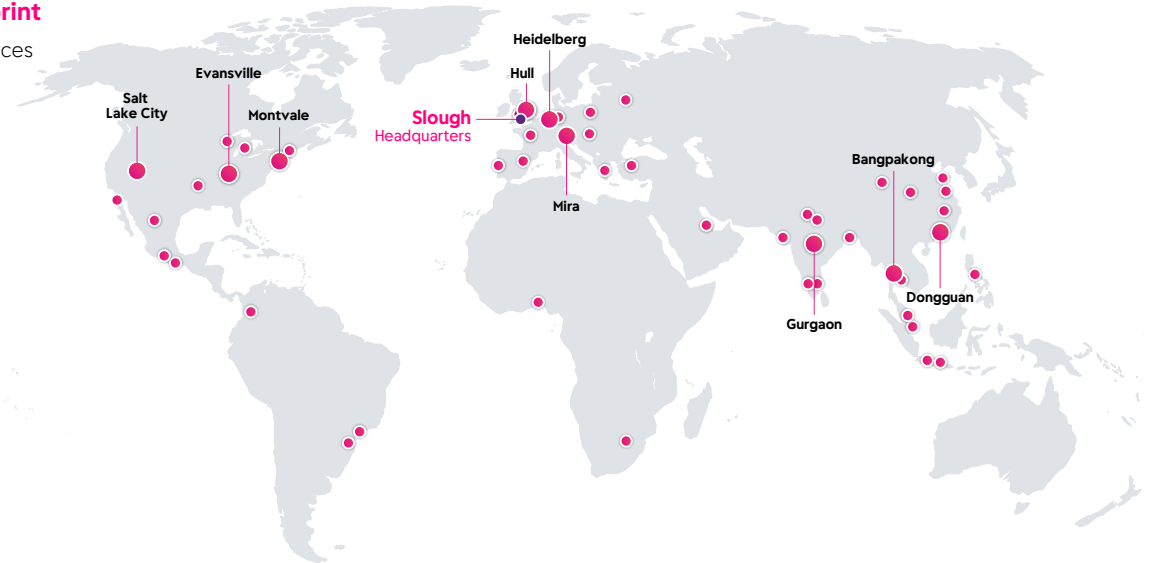 rint
ces
Heidelberg
Hull
Evansville
Salt
Lake City
Montvale
Slough
Headquarters
Bangpakong
Mira
Dongguan
Gurgaon